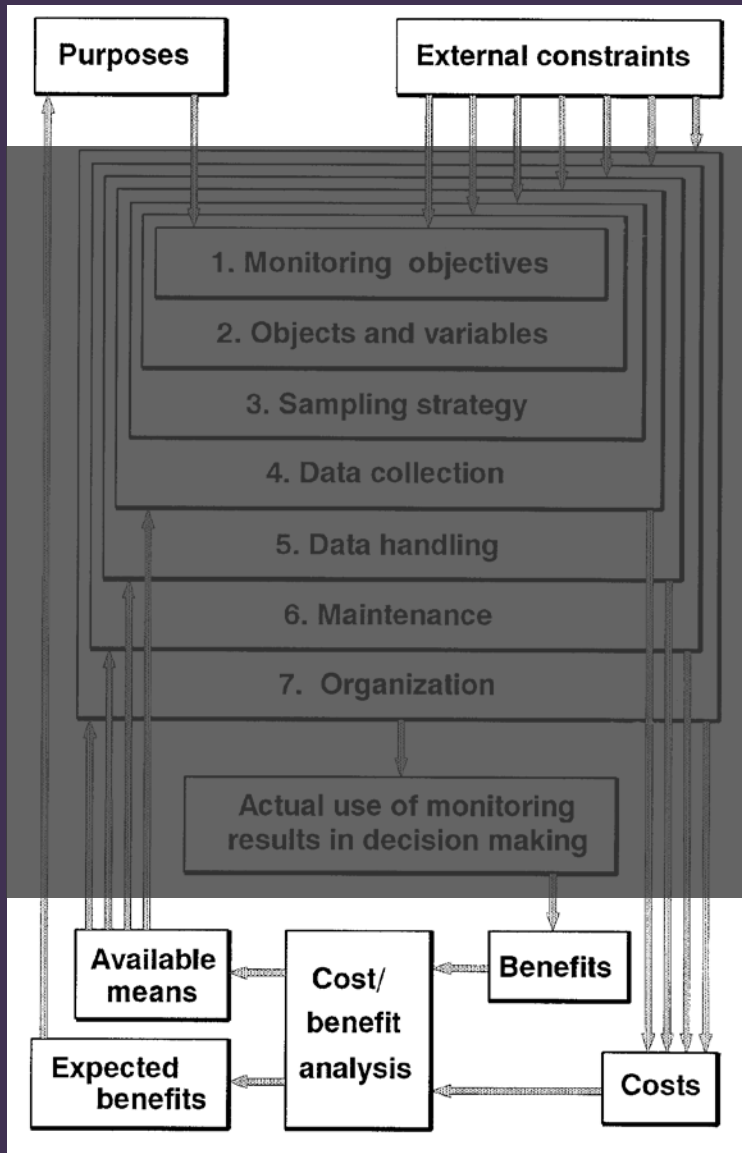 Purposes
External constraints
1. Monitoring objectives
2. Objects and variables
3. Sampling strategy
4. Data collection
5. Data handling
6. Maintenance
7. Organization
Actual use of monitoring
results in decision making
Available
means
Cost/
benefit
analysis
Benefits
Expected
benefits
Costs